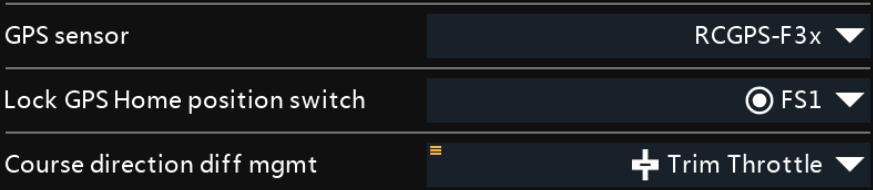 GPS sensor RCGPS-F3x
Lock GPS Home position switch FS1
Course direction diff mgmt Trim Throttle